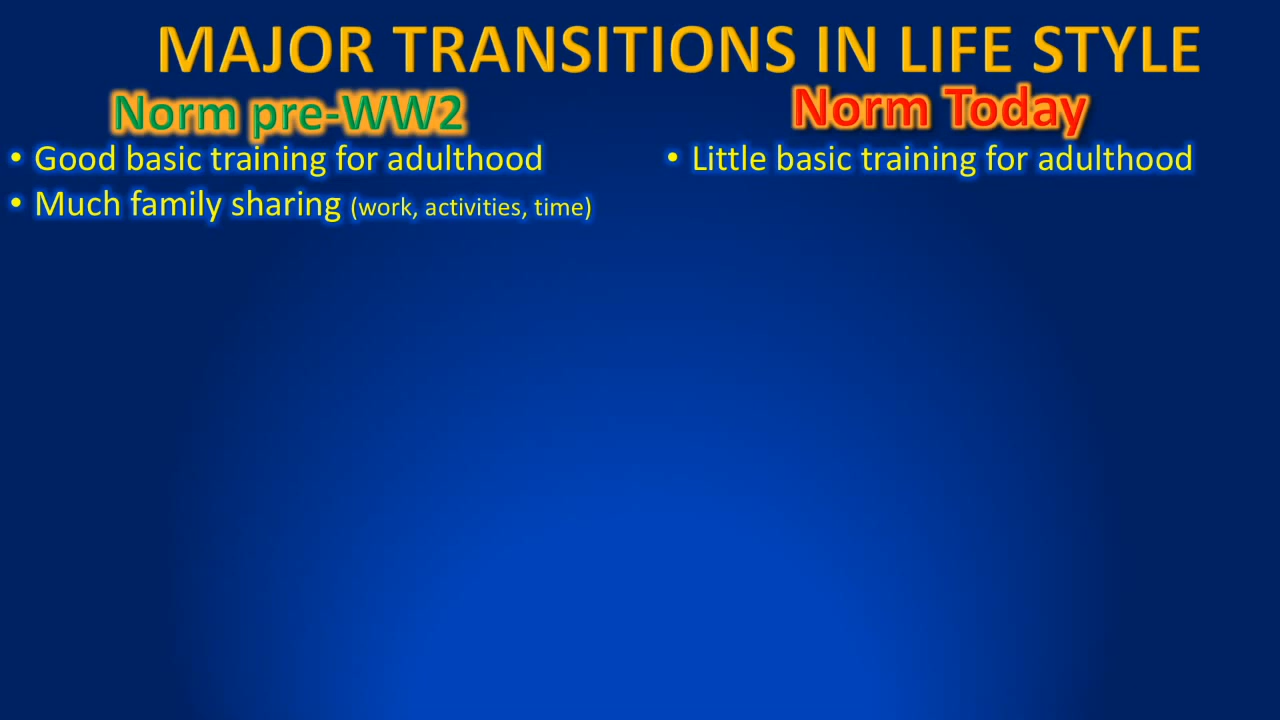 MAJOR TRANSITIONS IN LIFE STYLE
Norm pre-WW2
• Good basic training for adulthood
• Much family sharing (work, activities, time)
Norm Today
• Little basic training for adulthood